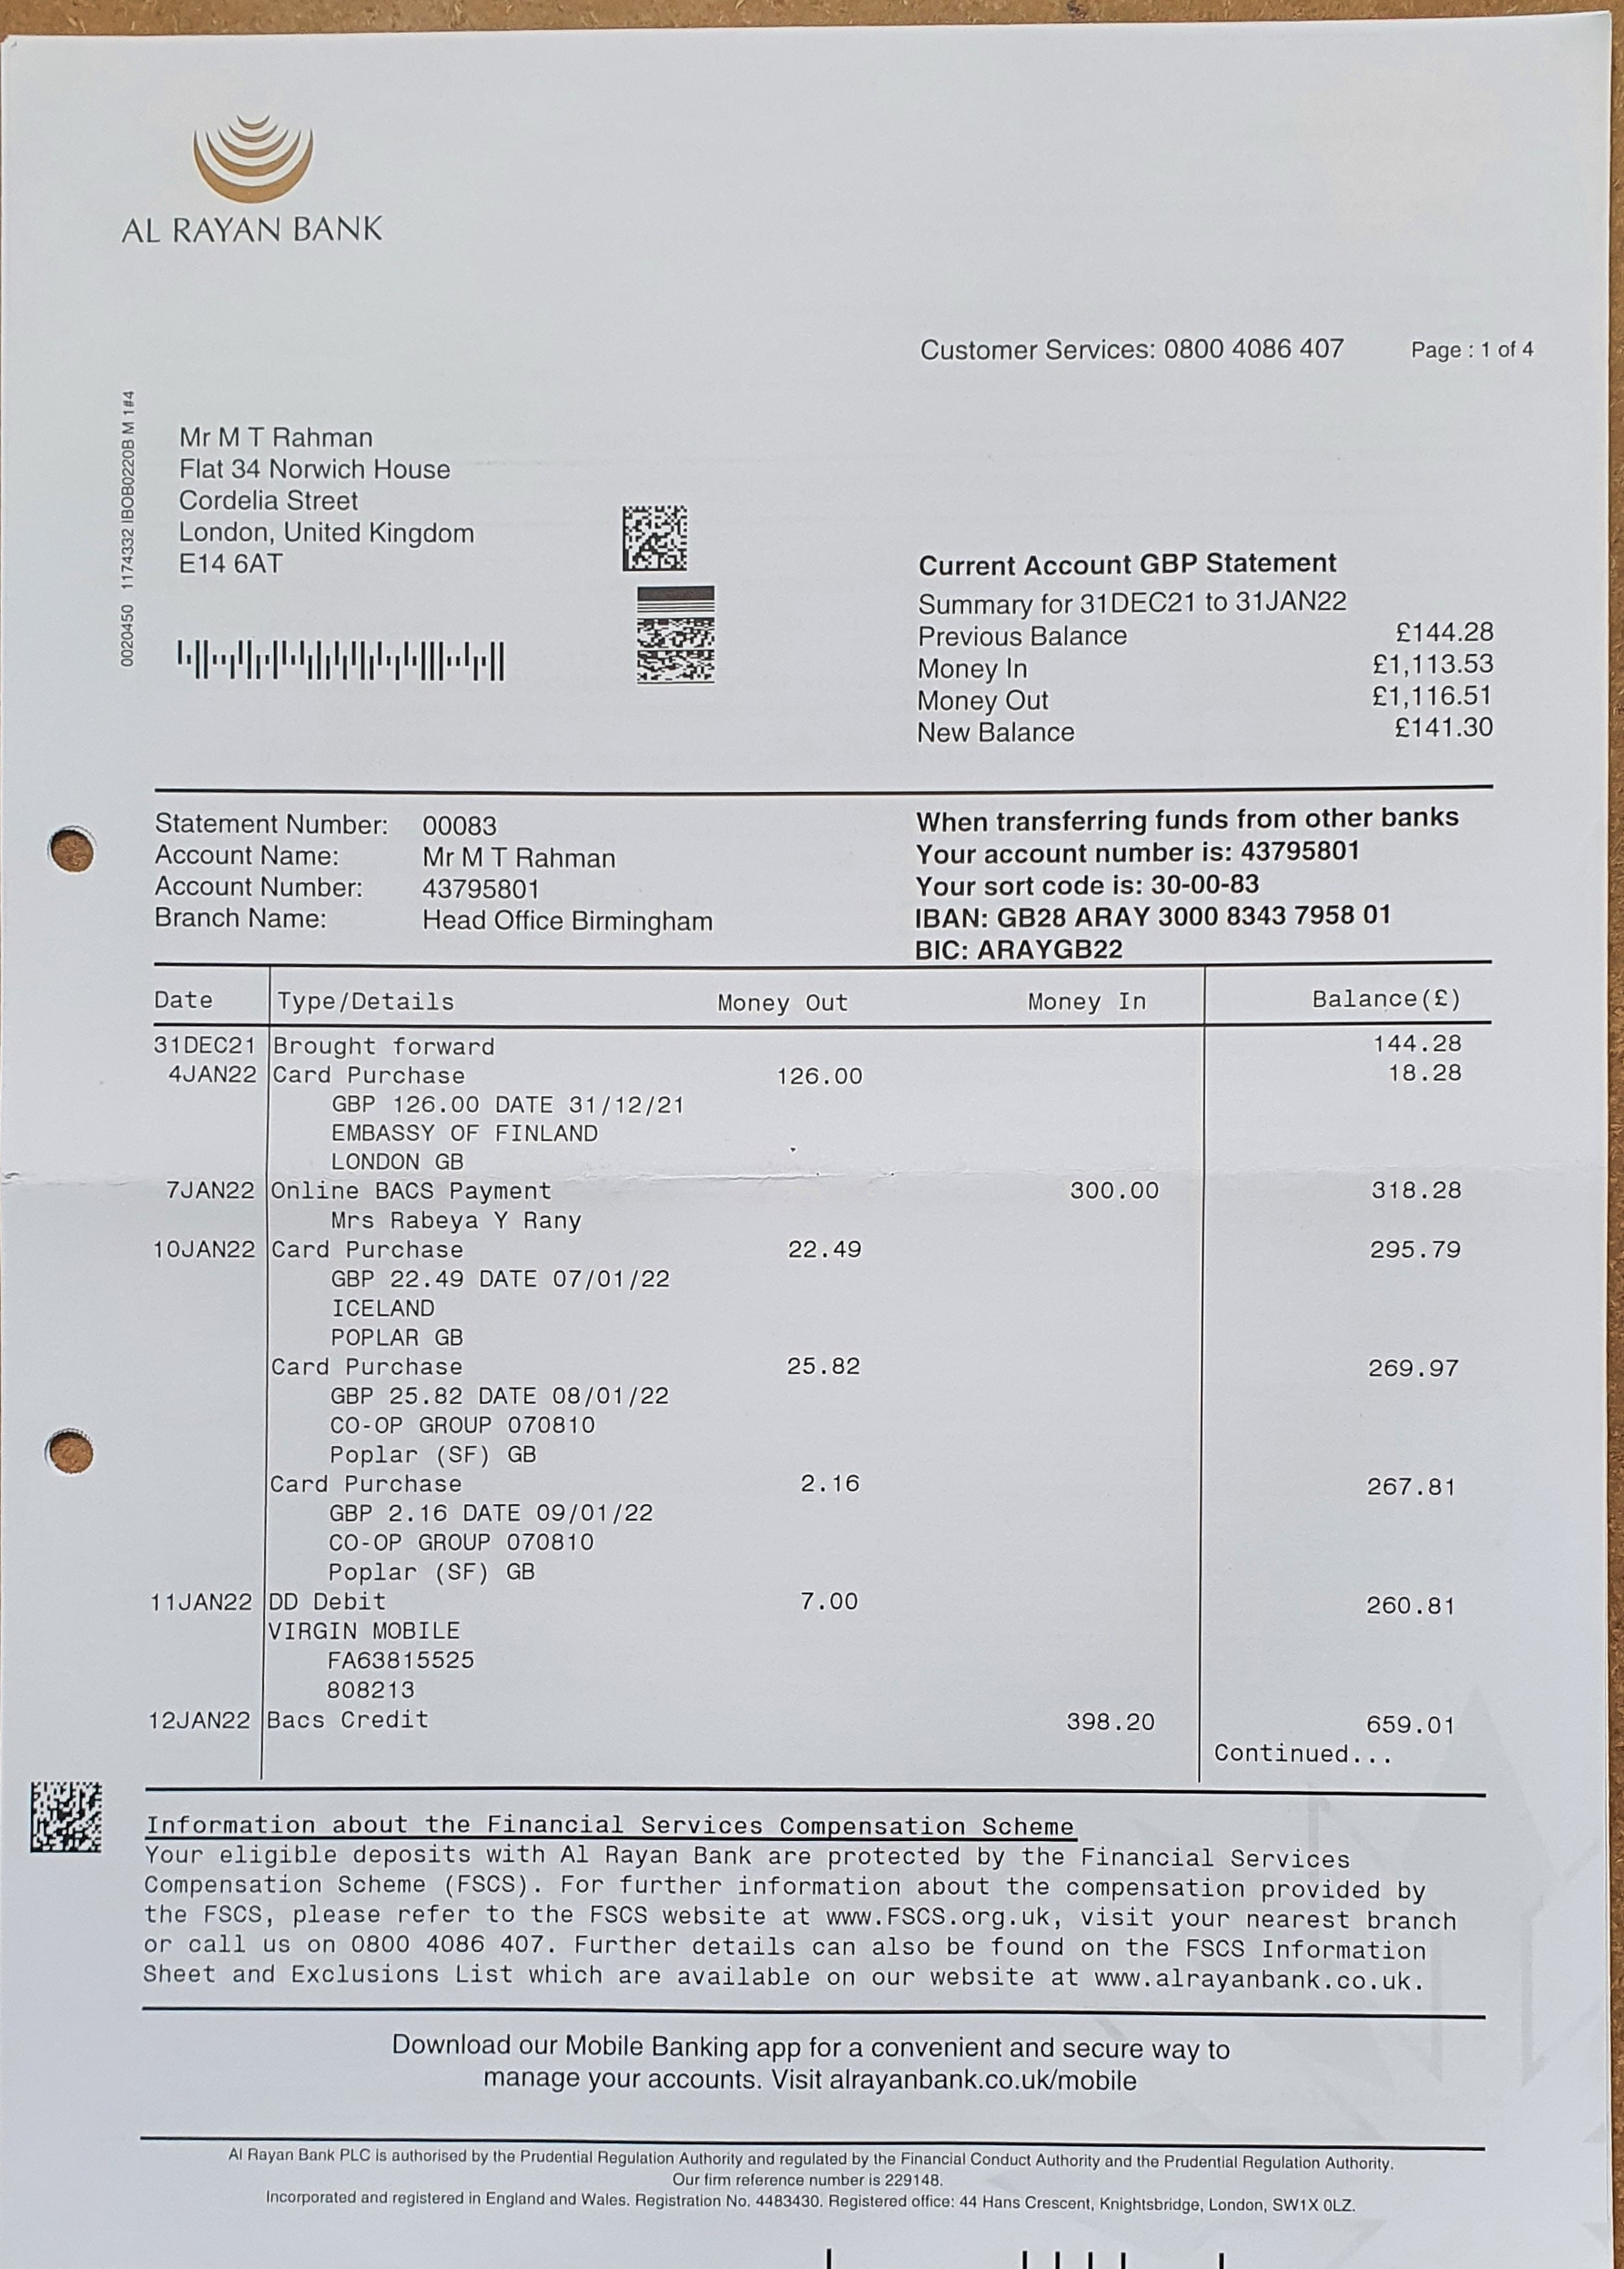 AL RAYAN BANK
Customer Services: 0800 4086 407 Page : 1 of 4
0020450 1174332 IBOB0220B M 1#4
Mr M T Rahman
Flat 34 Norwich House
Cordelia Street
London, United Kingdom
E14 6AT
Current Account GBP Statement
Summary for 31DEC21 to 31JAN22
Previous Balance £144.28
Money In £1,113.53
Money Out £1,116.51
New Balance £141.30
Statement Number: 00083
Account Name: Mr M T Rahman
Account Number: 43795801
Branch Name: Head Office Birmingham
When transferring funds from other banks
Your account number is: 43795801
Your sort code is: 30-00-83
IBAN: GB28 ARAY 3000 8343 7958 01
BIC: ARAYGB22
Date Type/Details Money Out Money In Balance(£)
31DEC21 Brought forward 144.28
4JAN22 Card Purchase 126.00 18.28
GBP 126.00 DATE 31/12/21
EMBASSY OF FINLAND
LONDON GB
7JAN22 Online BACS Payment 300.00 318.28
Mrs Rabeya Y Rany
10JAN22 Card Purchase 22.49 295.79
GBP 22.49 DATE 07/01/22
ICELAND
POPLAR GB
Card Purchase 25.82 269.97
GBP 25.82 DATE 08/01/22
CO-OP GROUP 070810
Poplar (SF) GB
Card Purchase 2.16 267.81
GBP 2.16 DATE 09/01/22
CO-OP GROUP 070810
Poplar (SF) GB
11JAN22 DD Debit 7.00 260.81
VIRGIN MOBILE
FA63815525
808213
12JAN22 Bacs Credit 398.20 659.01
Continued...
Information about the Financial Services Compensation Scheme
Your eligible deposits with Al Rayan Bank are protected by the Financial Services
Compensation Scheme (FSCS). For further information about the compensation provided by
the FSCS, please refer to the FSCS website at www.FSCS.org.uk, visit your nearest branch
or call us on 0800 4086 407. Further details can also be found on the FSCS Information
Sheet and Exclusions List which are available on our website at www.alrayanbank.co.uk.
Download our Mobile Banking app for a convenient and secure way to
manage your accounts. Visit alrayanbank.co.uk/mobile
Al Rayan Bank PLC is authorised by the Prudential Regulation Authority and regulated by the Financial Conduct Authority and the Prudential Regulation Authority.
Our firm reference number is 229148.
Incorporated and registered in England and Wales. Registration No. 4483430. Registered office: 44 Hans Crescent, Knightsbridge, London, SW1X 0LZ.